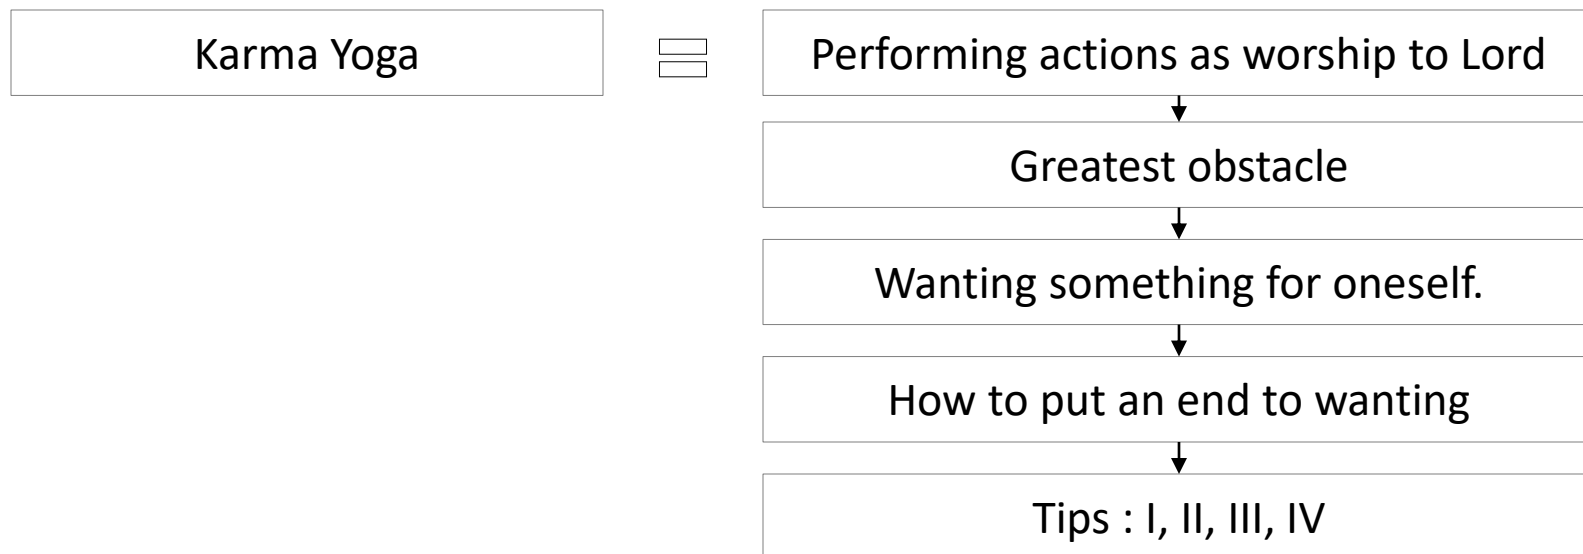 Karma Yoga
Performing actions as worship to Lord
Greatest obstacle
Wanting something for oneself.
How to put an end to wanting
Tips : I, II, III, IV